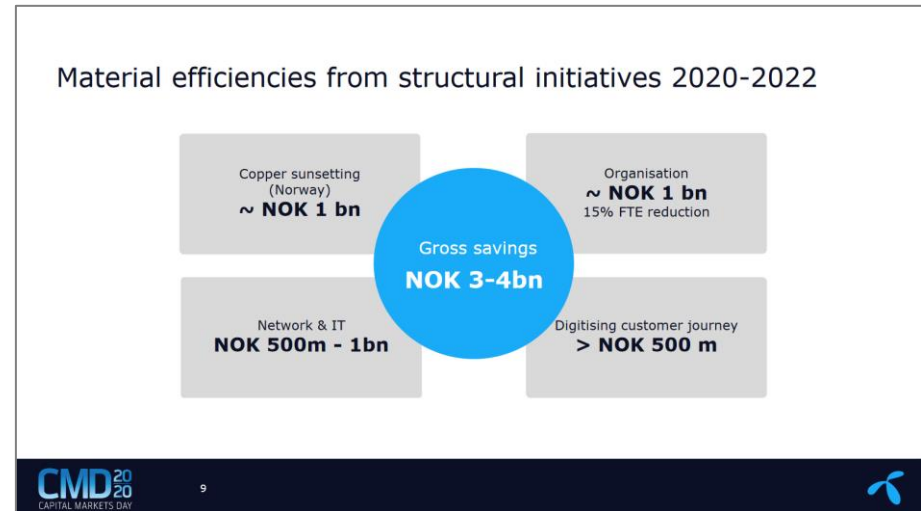 Material efficiencies from structural initiatives 2020-2022
Copper sunsetting
(Norway)
~ NOK 1 bn
Organisation
~ NOK 1 bn
15% FTE reduction
Gross savings
NOK 3-4bn
Network & IT
NOK 500m - 1bn
Digitising customer journey
> NOK 500 m
CMD 20
20
CAPITAL MARKETS DAY
9